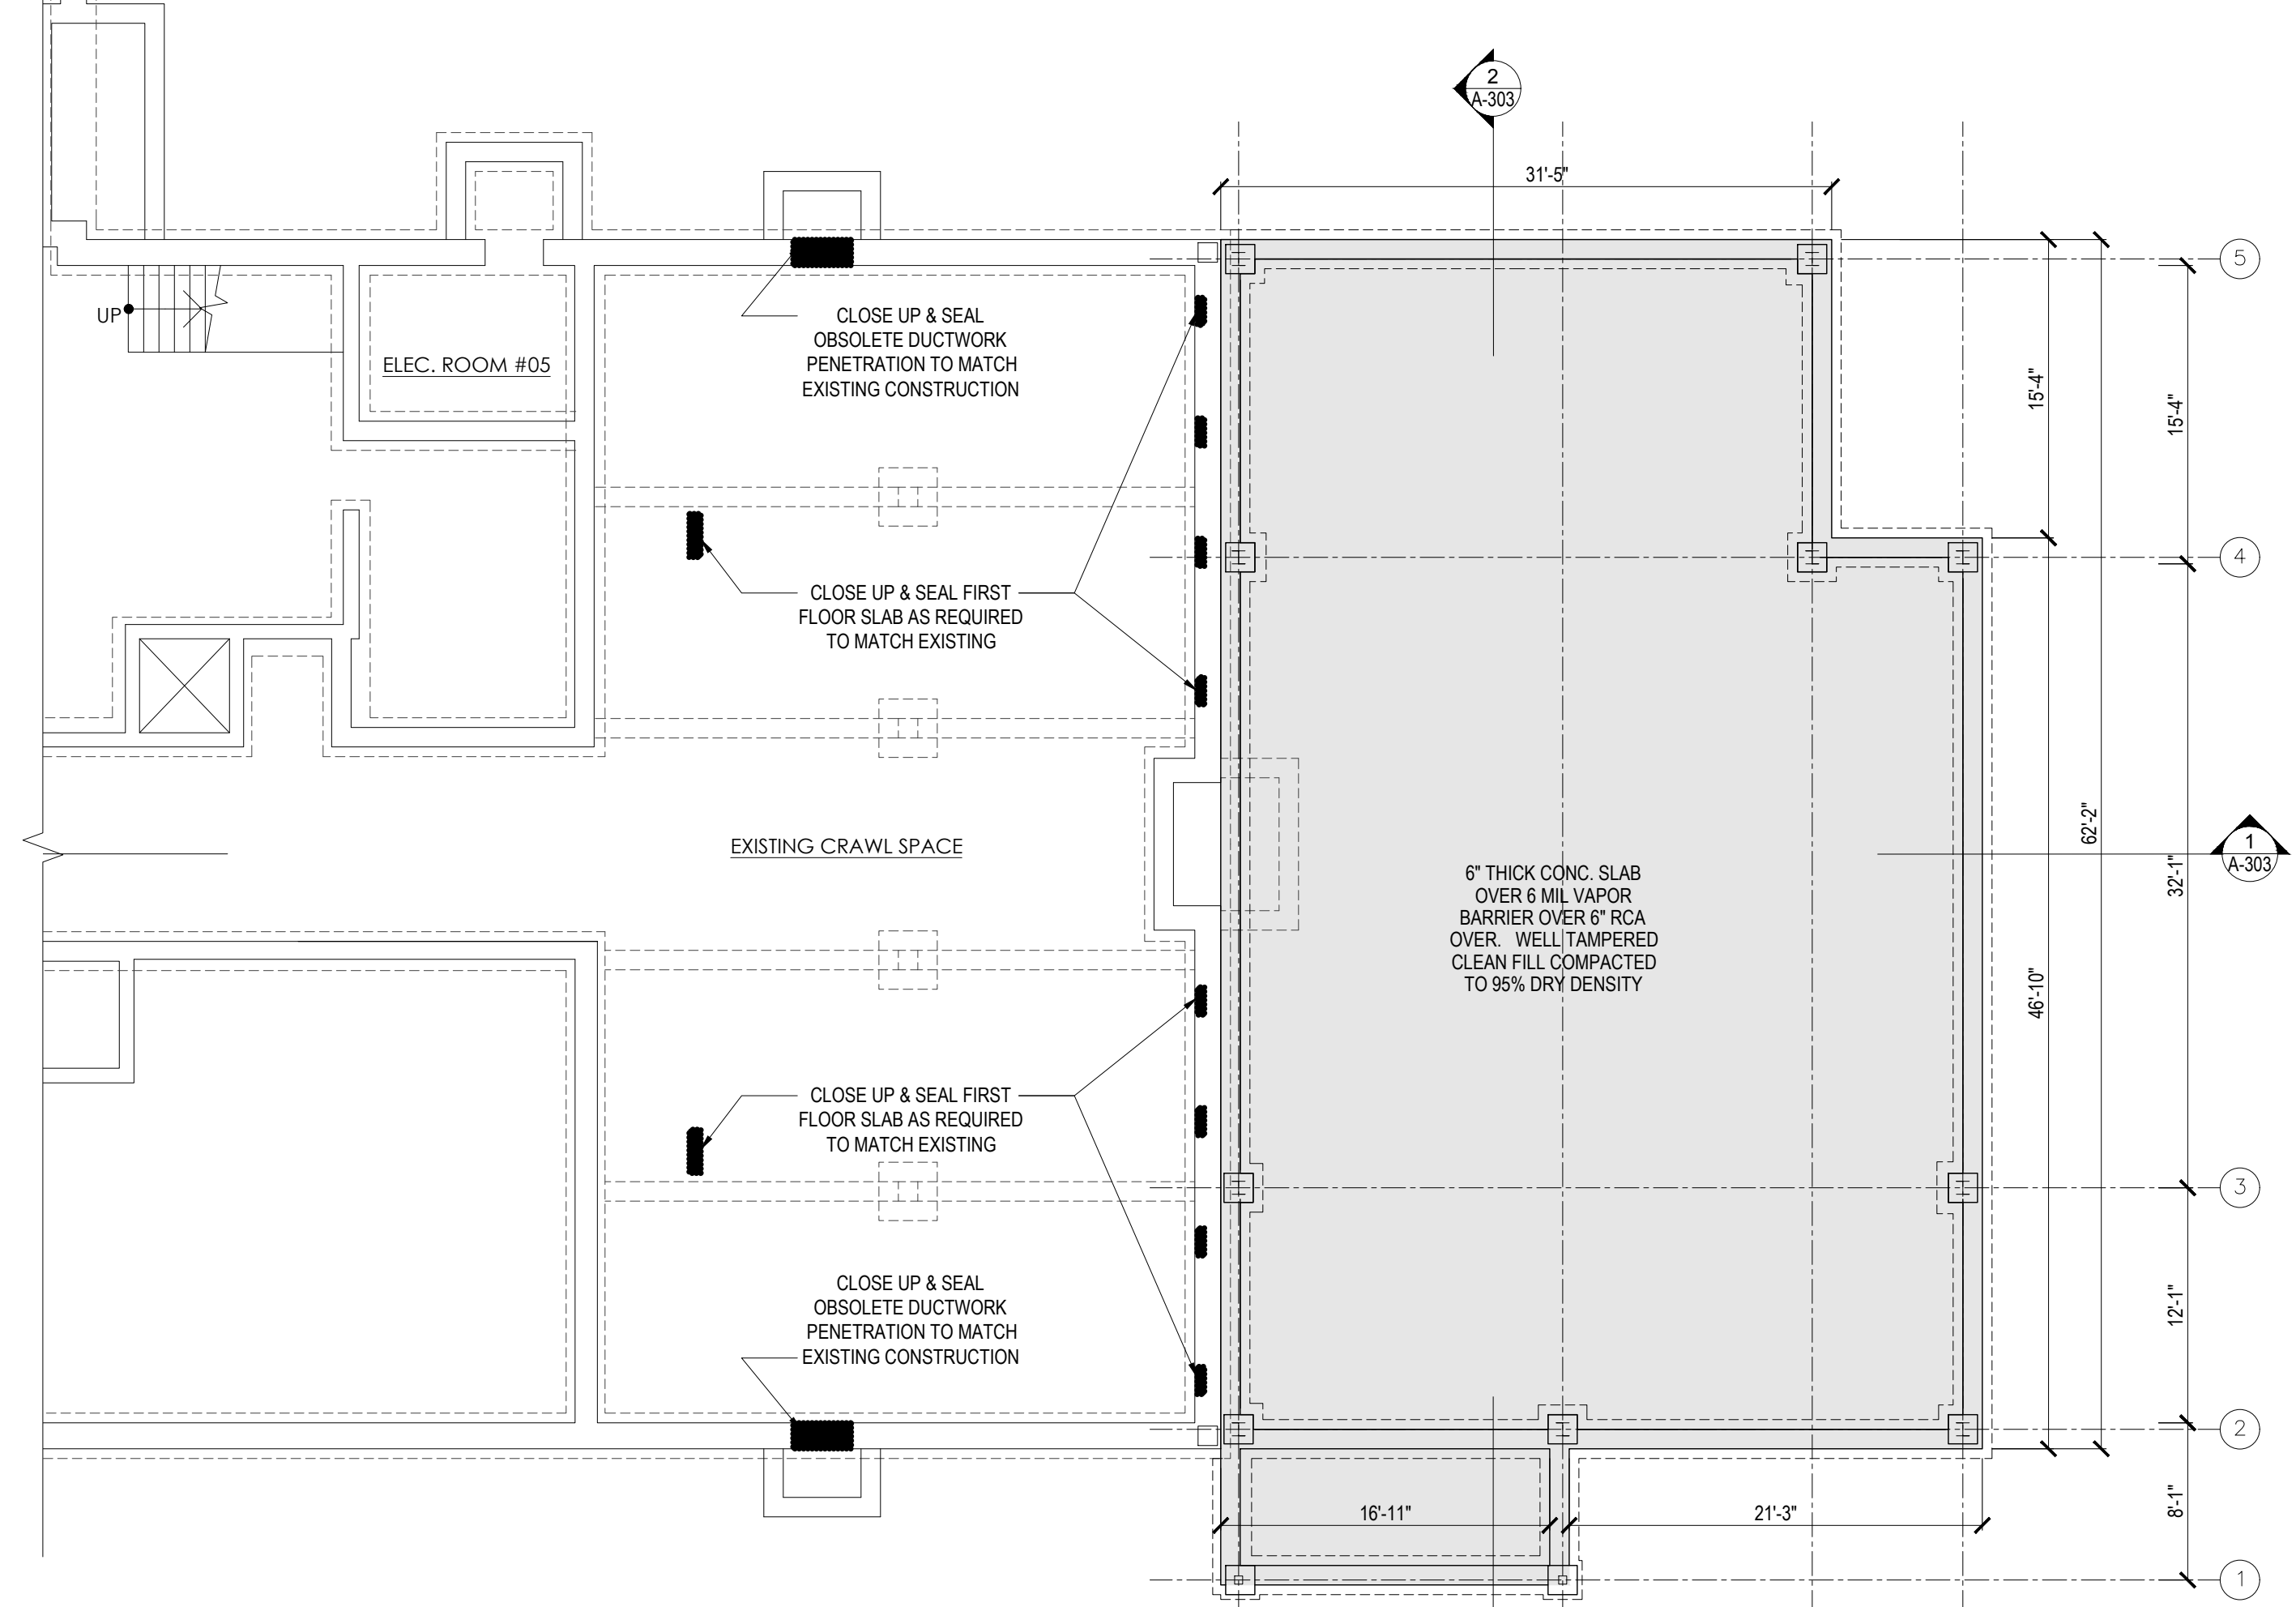 2
A-303
31'-5"
5
UP
CLOSE UP & SEAL
OBSOLETE DUCTWORK
PENETRATION TO MATCH
EXISTING CONSTRUCTION
ELEC. ROOM #05
15'-4"
15'-4"
4
CLOSE UP & SEAL FIRST
FLOOR SLAB AS REQUIRED
TO MATCH EXISTING
EXISTING CRAWL SPACE
62'-2"
1
A-303
6" THICK CONC. SLAB
OVER 6 MIL VAPOR
BARRIER OVER 6" RCA
OVER. WELL TAMPERED
CLEAN FILL COMPACTED
TO 95% DRY DENSITY
32'-1"
46'-10"
CLOSE UP & SEAL FIRST
FLOOR SLAB AS REQUIRED
TO MATCH EXISTING
3
CLOSE UP & SEAL
OBSOLETE DUCTWORK
PENETRATION TO MATCH
EXISTING CONSTRUCTION
12'-1"
2
16'-11"
21'-3"
8'-1"
1